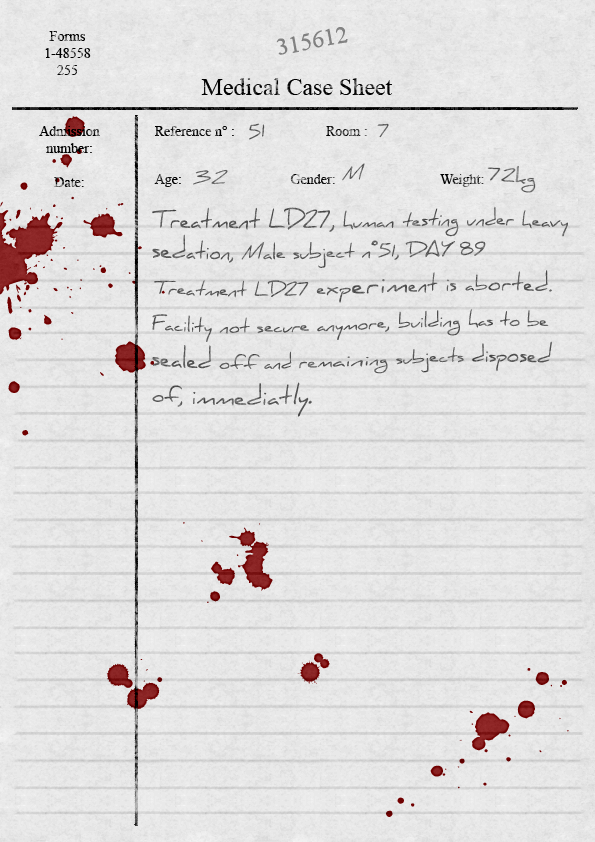 Forms
1-48558
255
315612
Medical Case Sheet
Admission
number:
Date:
Reference n° : 51 Room : 7
Age: 32 Gender: M Weight: 72kg
Treatment LD27, human testing under heavy
sedation, Male subject n°51, DAY 89
Treatment LD27 experiment is aborted.
Facility not secure anymore, building has to be
sealed off and remaining subjects disposed
of, immediatly.